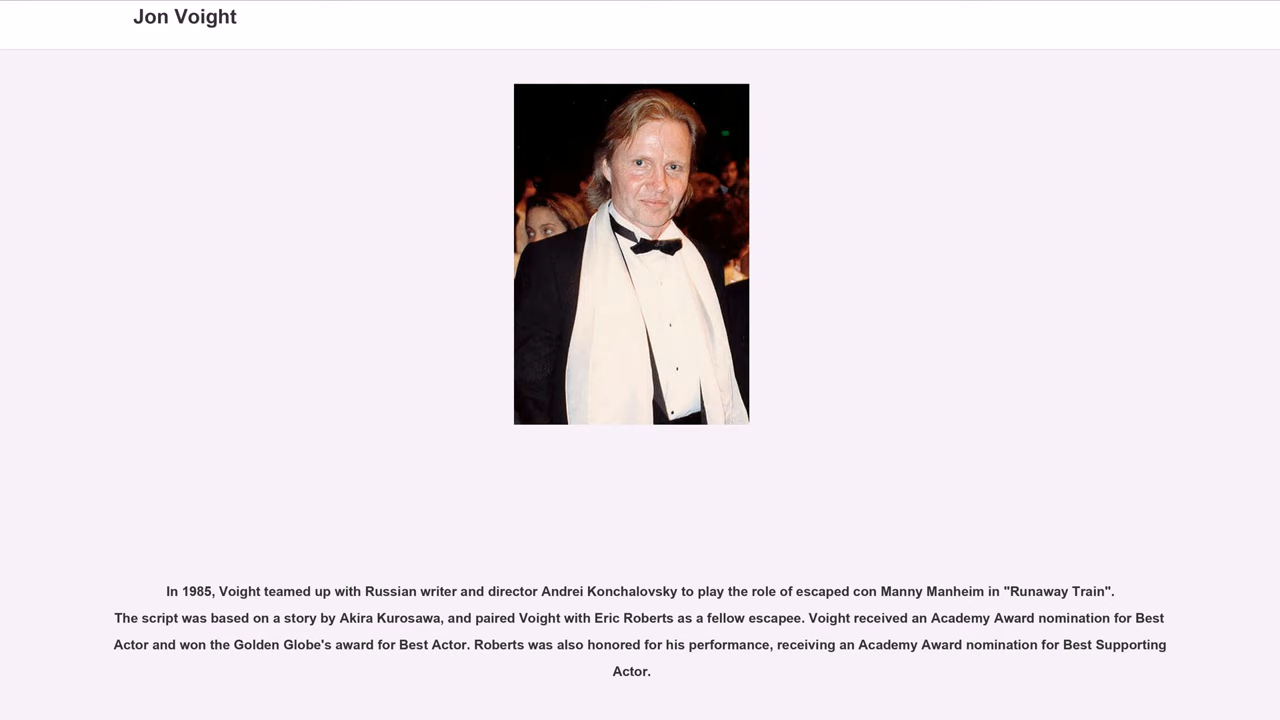 Jon Voight
In 1985, Voight teamed up with Russian writer and director Andrei Konchalovsky to play the role of escaped con Manny Manheim in "Runaway Train".
The script was based on a story by Akira Kurosawa, and paired Voight with Eric Roberts as a fellow escapee. Voight received an Academy Award nomination for Best
Actor and won the Golden Globe's award for Best Actor. Roberts was also honored for his performance, receiving an Academy Award nomination for Best Supporting
Actor.